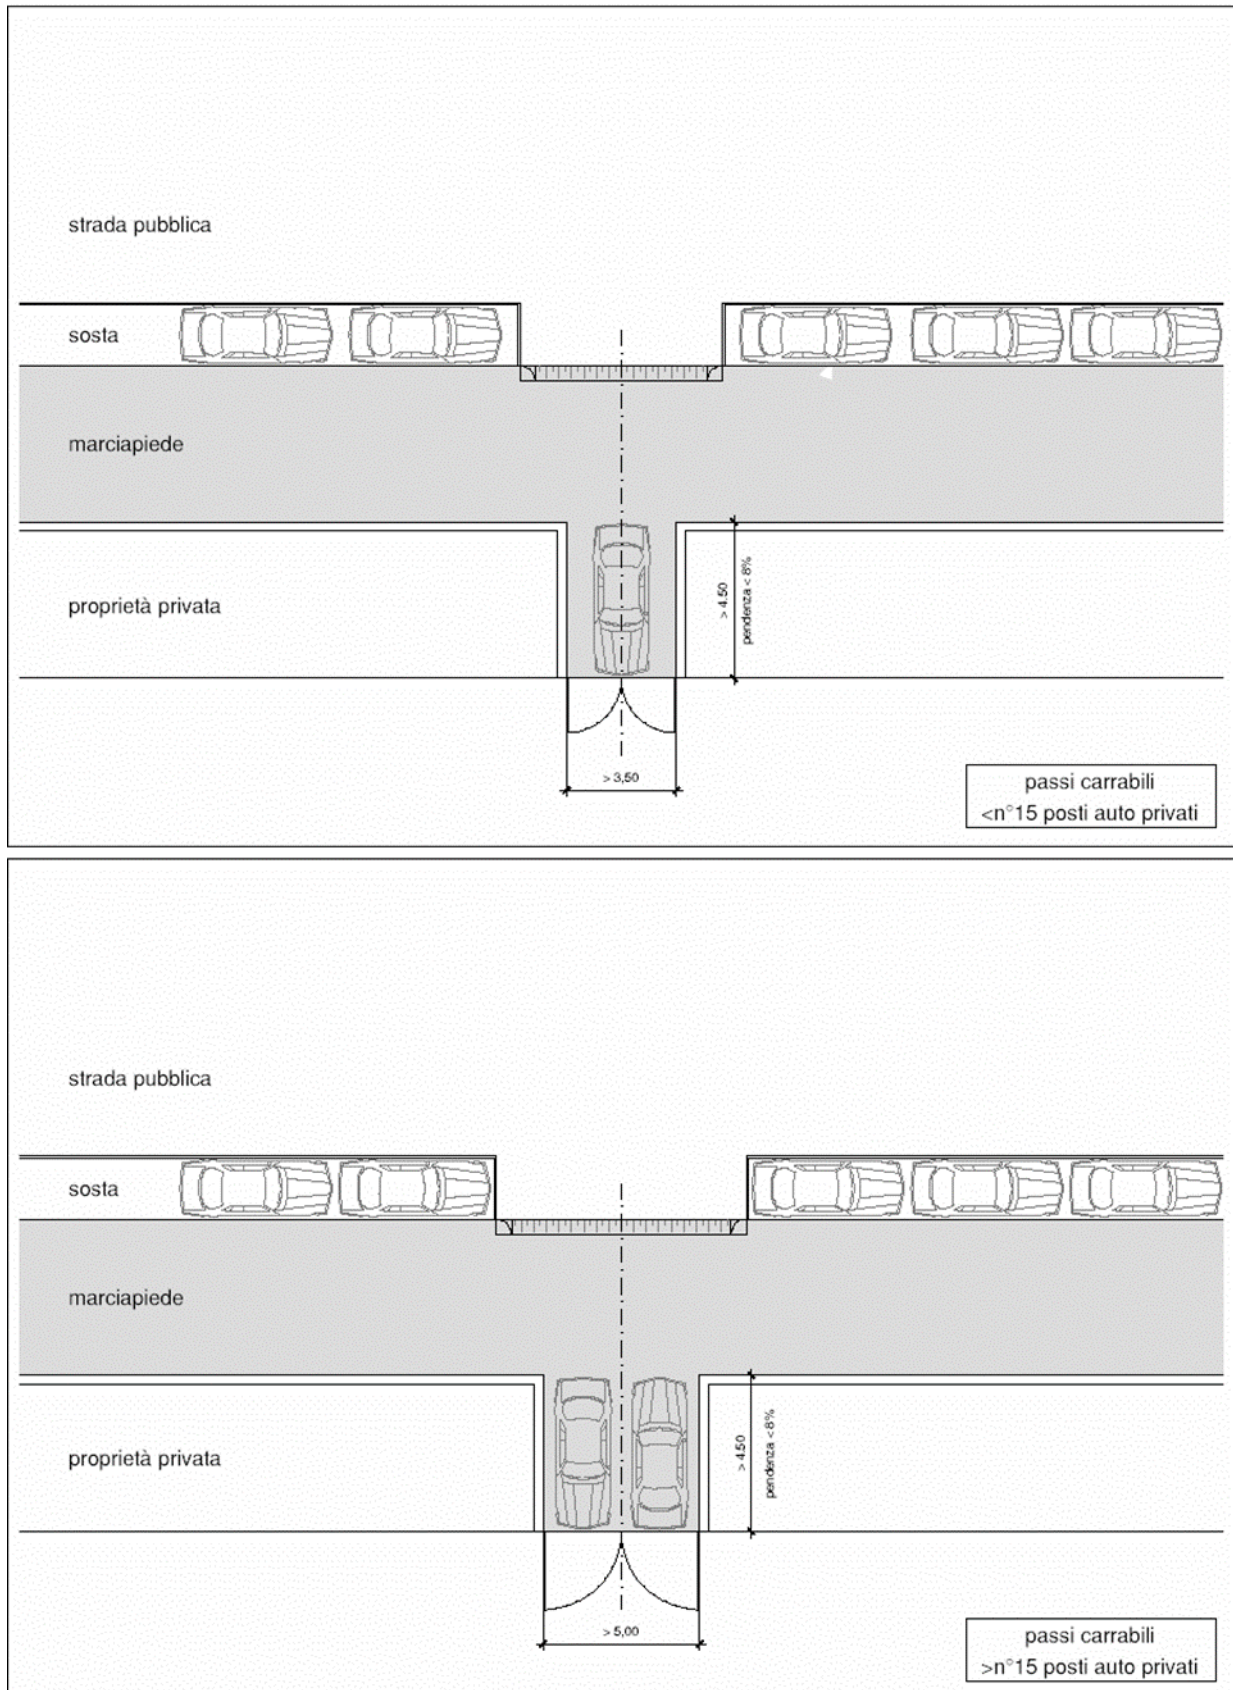 strada pubblica
sosta
marciapiede
proprietà privata
> 4.50
pendenza < 8%
> 3,50
passi carrabili
<n°15 posti auto privati
strada pubblica
sosta
marciapiede
proprietà privata
> 4.50
pendenza < 8%
> 5,00
passi carrabili
>n°15 posti auto privati